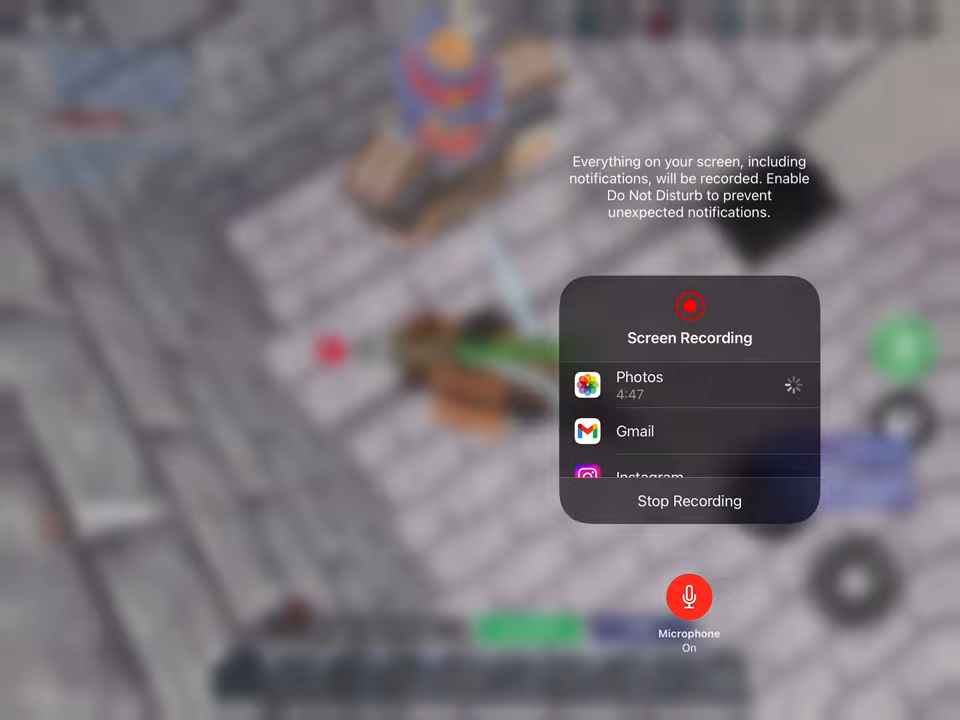 Everything on your screen, including
notifications, will be recorded. Enable
Do Not Disturb to prevent
unexpected notifications.
Screen Recording
Photos
4:47
Gmail
Instagram
Stop Recording
Microphone
On